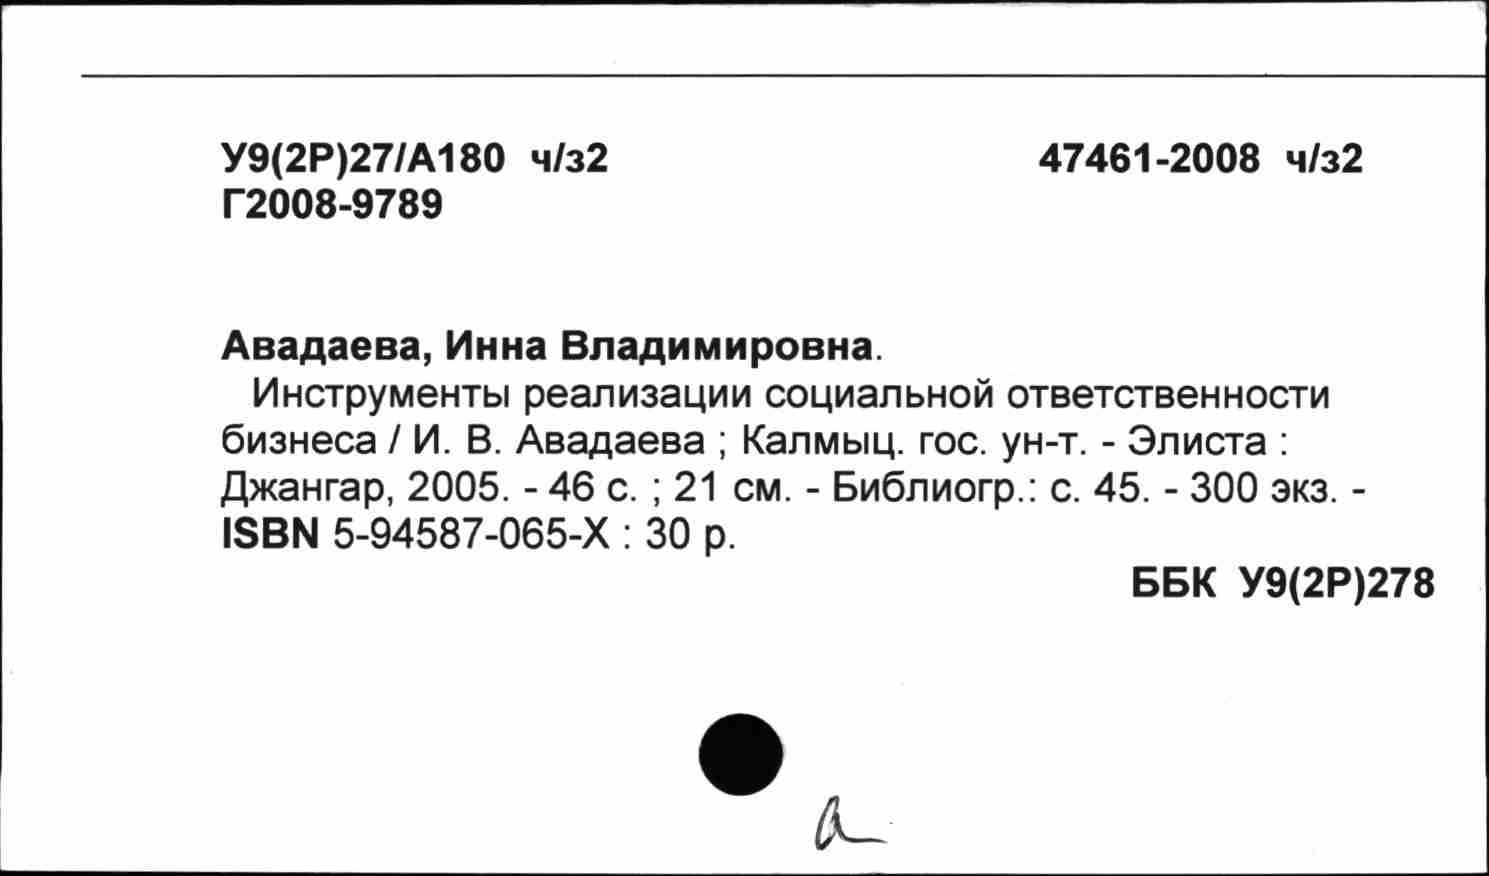 У9(2Р)27/А180 ч/з2 47461-2008 ч/з2
Г2008-9789
Авадаева, Инна Владимировна.
Инструменты реализации социальной ответственности
бизнеса / И. В. Авадаева ; Калмыц. гос. ун-т. - Элиста :
Джангар, 2005. - 46 с. ; 21 см. - Библиогр.: с. 45. - 300 экз. -
ISBN 5-94587-065-X : 30 р.
ББК У9(2Р)278